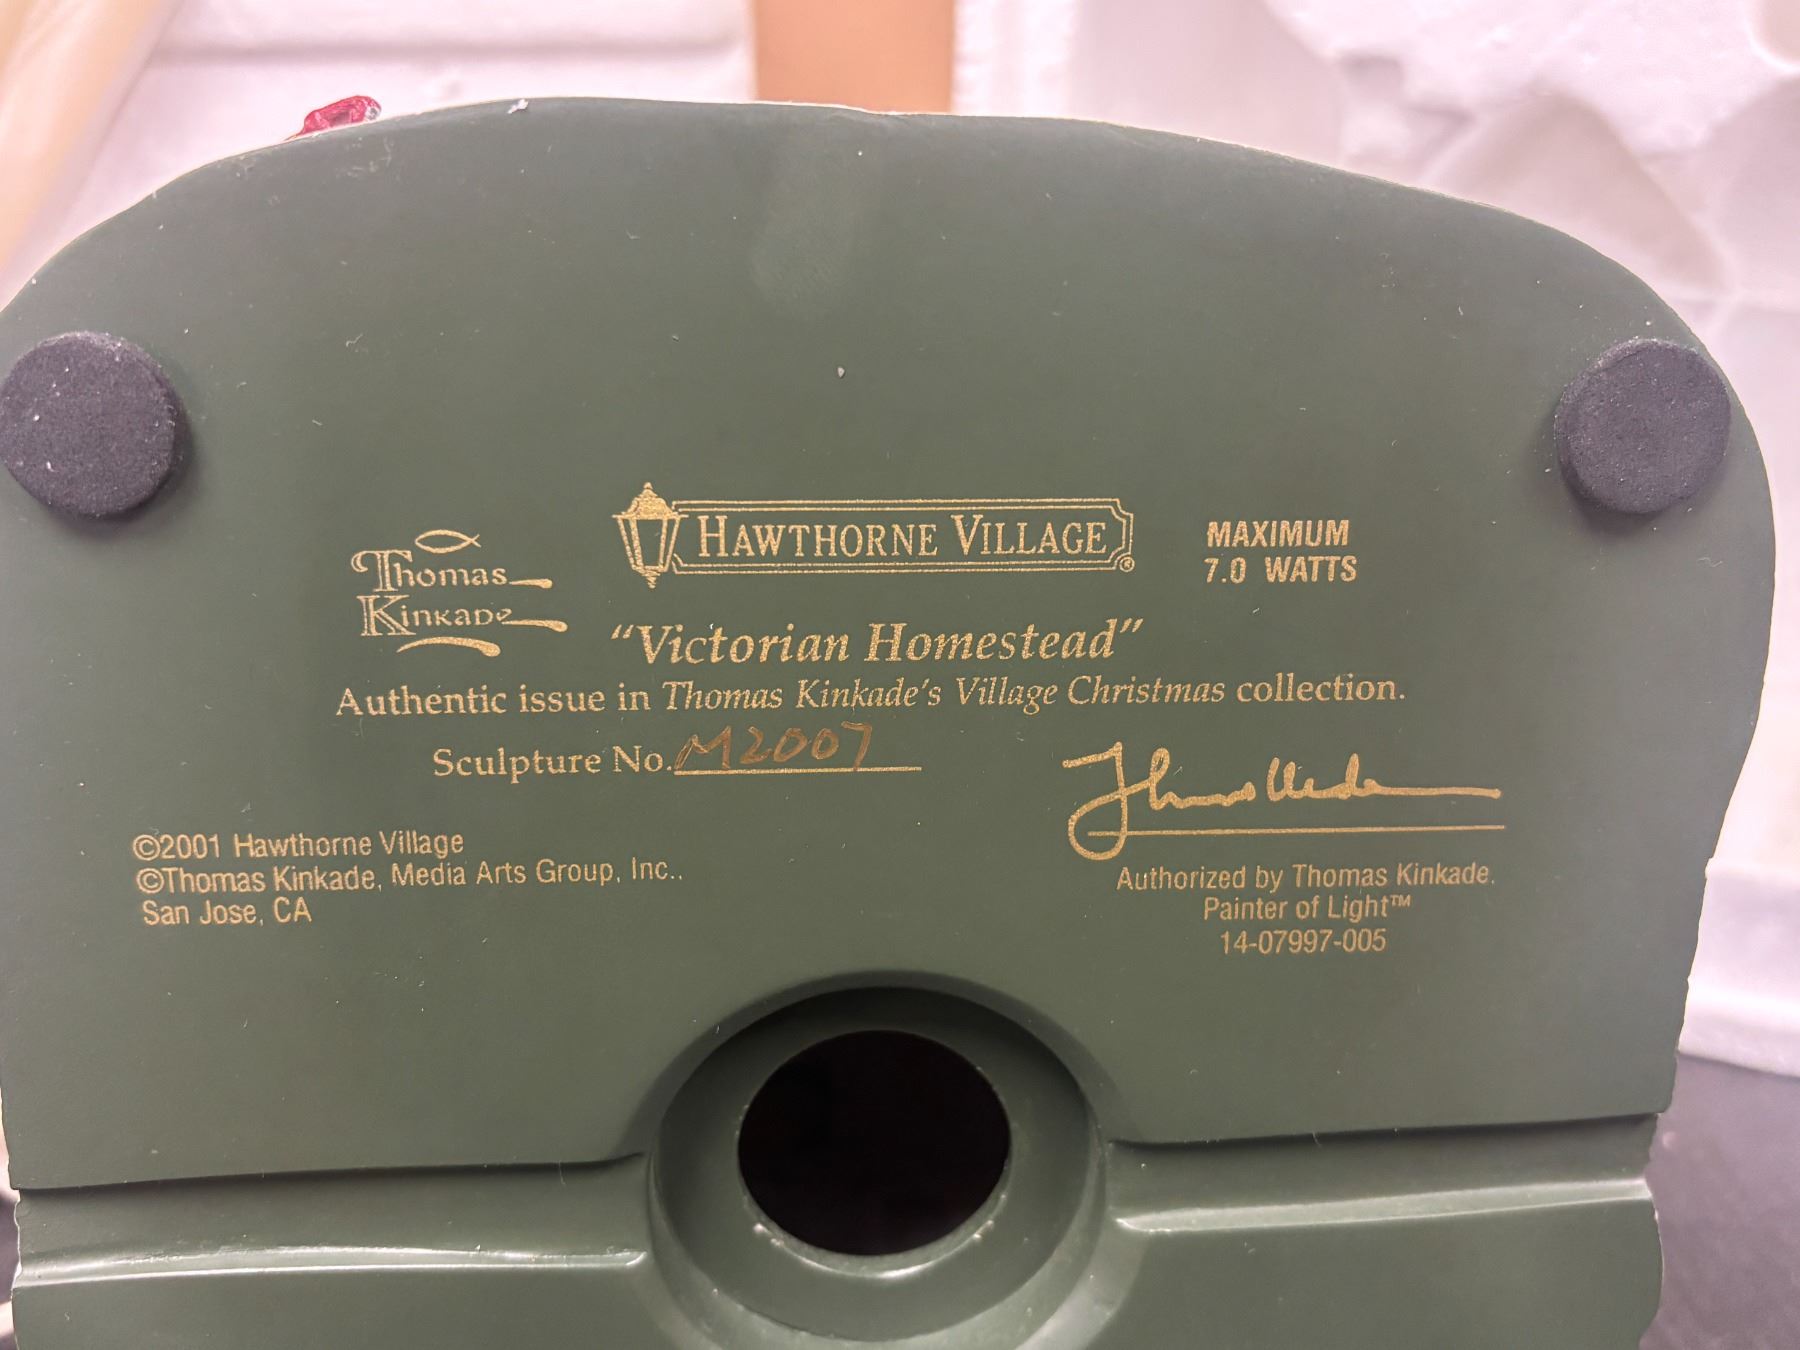 Thomas
Kinkade
HAWTHORNE VILLAGE®
MAXIMUM
7.0 WATTS
"Victorian Homestead"
Authentic issue in Thomas Kinkade's Village Christmas collection.
Sculpture No. M2007
Thomas Kinkade
©2001 Hawthorne Village
©Thomas Kinkade, Media Arts Group, Inc..
San Jose, CA
Authorized by Thomas Kinkade.
Painter of Light™
14-07997-005